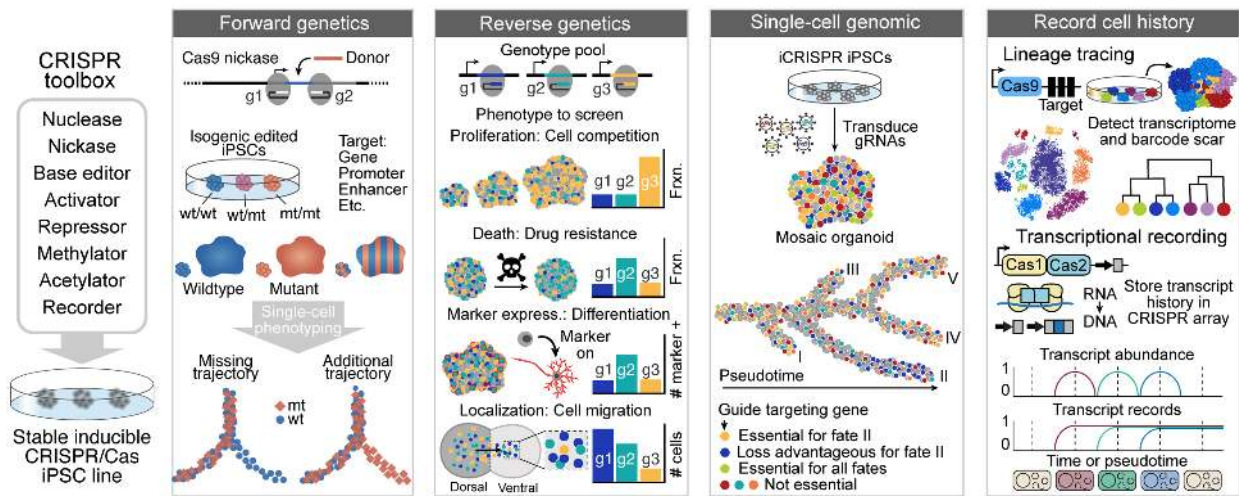 CRISPR
toolbox
Nuclease
Nickase
Base editor
Activator
Repressor
Methylator
Acetylator
Recorder
Stable inducible
CRISPR/Cas
iPSC line
Forward genetics
Cas9 nickase
Donor
g1
g2
Isogenic edited
iPSCs
wt/wt
wt/mt
mt/mt
Target:
Gene
Promoter
Enhancer
Etc.
Wildtype
Mutant
Single-cell
phenotyping
Missing
trajectory
Additional
trajectory
mt
wt
Reverse genetics
Genotype pool
g1
g2
g3
Phenotype to screen
Proliferation: Cell competition
g1
g2
g3
Frxn.
Death: Drug resistance
g1
g2
g3
Frxn.
Marker express.: Differentiation
Marker
on
g1
g2
g3
# marker +
Localization: Cell migration
Dorsal
Ventral
g1
g2
g3
# cells
Single-cell genomic
iCRISPR iPSCs
Transduce
gRNAs
Mosaic organoid
III
V
IV
I
II
Pseudotime
Guide targeting gene
Essential for fate II
Loss advantageous for fate II
Essential for all fates
Not essential
Record cell history
Lineage tracing
Cas9
Target
Detect transcriptome
and barcode scar
Transcriptional recording
Cas1
Cas2
RNA
DNA
Store transcript
history in
CRISPR array
Transcript abundance
1
0
Transcript records
1
0
Time or pseudotime